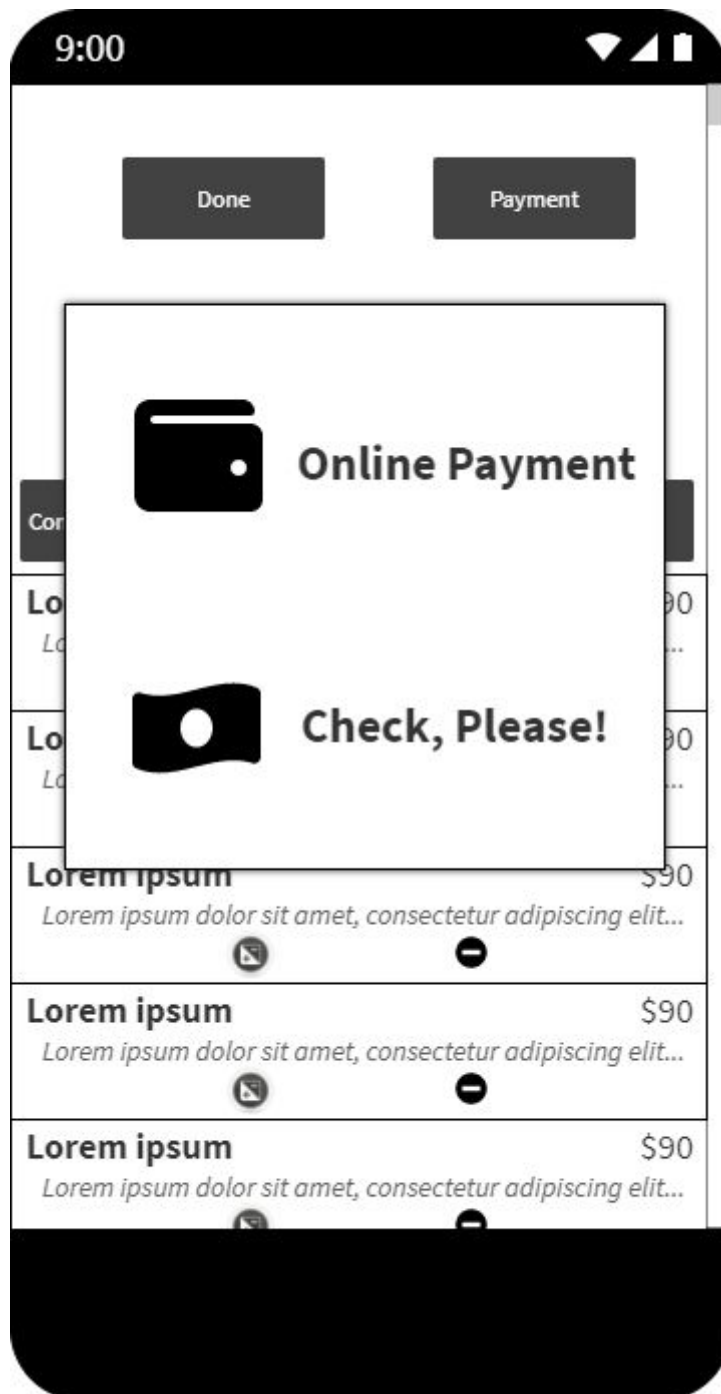 9:00
Done Payment
Online Payment
Check, Please!
Lorem ipsum $90
Lorem ipsum dolor sit amet, consectetur adipiscing elit...
Lorem ipsum $90
Lorem ipsum dolor sit amet, consectetur adipiscing elit...
Lorem ipsum $90
Lorem ipsum dolor sit amet, consectetur adipiscing elit...